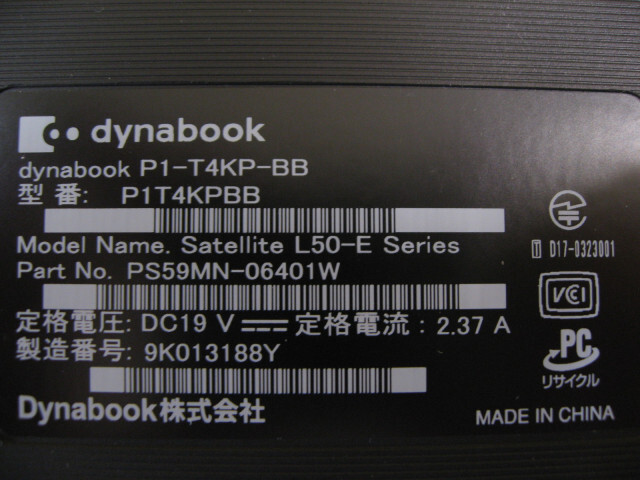 dynabook
dynabook P1-T4KP-BB
型 番: P1T4KPBB
Model Name. Satellite L50-E Series
Part No. PS59MN-06401W
定格電圧: DC19 V 定格電流: 2.37 A
製造番号: 9K013188Y
Dynabook株式会社
T D17-0323001
VCI
PC
リサイクル
MADE IN CHINA